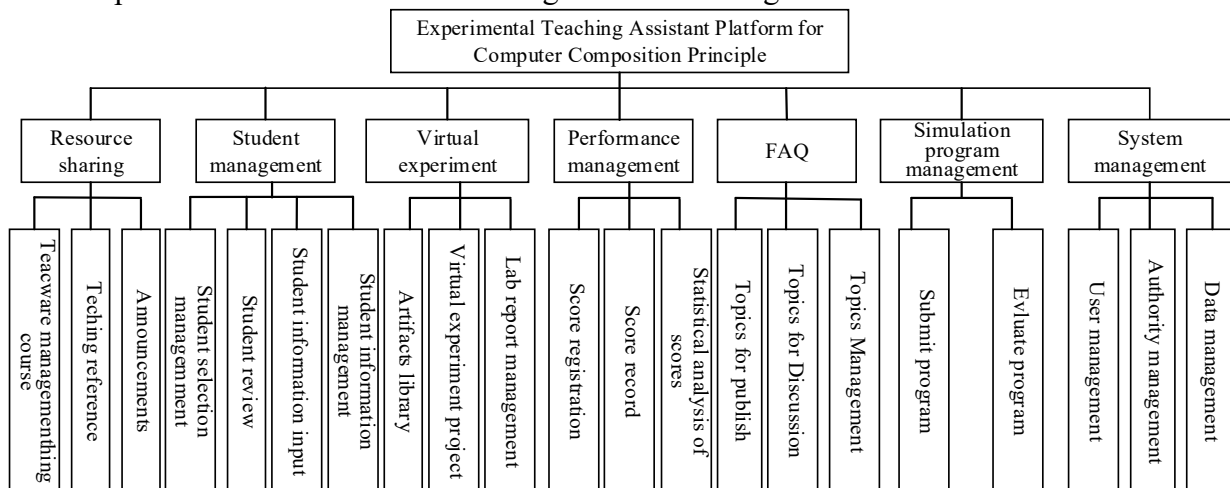 Experimental Teaching Assistant Platform for
Computer Composition Principle
Resource
sharing
Student
management
Virtual
experiment
Performance
management
FAQ
Simulation
program
management
System
management
Teacware managementthing
course
Teching reference
Announcements
Student selection
managemnment
Student review
Student information input
Student information
management
Artifacts library
Virtual experiment project
Lab report management
Score registration
Score record
Statistical analysis of
scores
Topics for publish
Topics for Discussion
Topics Management
Submit program
Evluate program
User management
Authority management
Data management